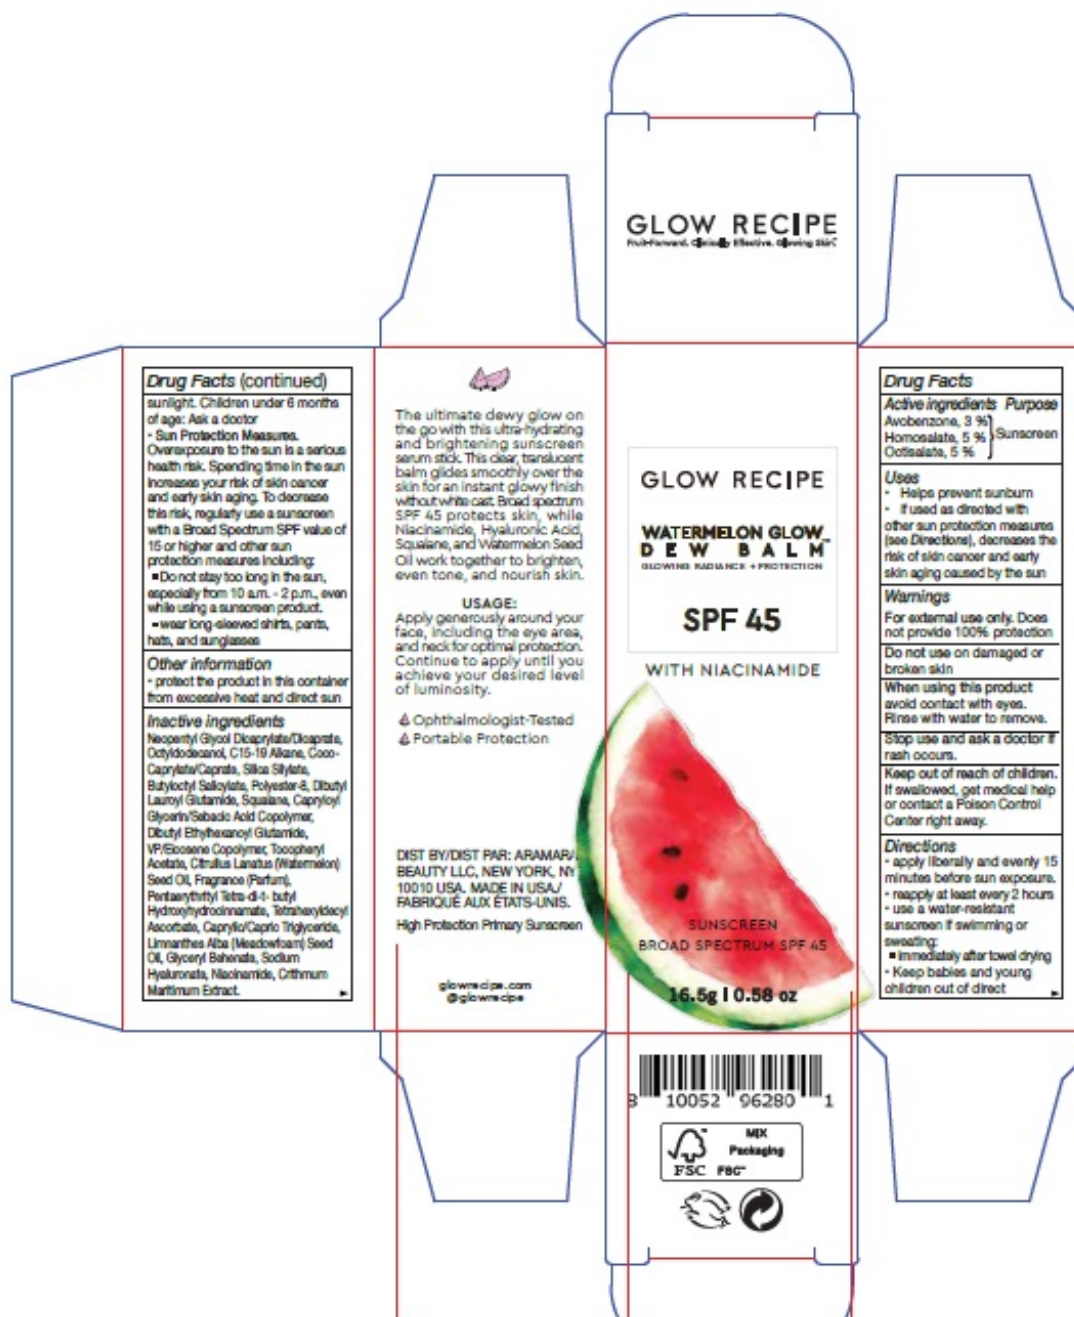 GLOW RECIPE
Fruit-Forward. Clinically Effective. Glowing Skin.™
Drug Facts (continued)
sunlight. Children under 6 months
of age: Ask a doctor
• Sun Protection Measures.
Overexposure to the sun is a serious
health risk. Spending time in the sun
increases your risk of skin cancer
and early skin aging. To decrease
this risk, regularly use a sunscreen
with a Broad Spectrum SPF value of
15 or higher and other sun
protection measures including:
■ Do not stay too long in the sun,
especially from 10 a.m. - 2 p.m., even
while using a sunscreen product.
■ wear long-sleeved shirts, pants,
hats, and sunglasses
Other information
• protect the product in this container
from excessive heat and direct sun
Inactive ingredients
Neopentyl Glycol Dicaprylate/Dicaprate,
Octyldodecanol, C15-19 Alkane, Coco-
Caprylate/Caprate, Silica Silylate,
Butyloctyl Salicylate, Polyester-8, Dibutyl
Lauroyl Glutamide, Squalane, Capryloyl
Glycerin/Sebacic Acid Copolymer,
Dibutyl Ethylhexanoyl Glutamide,
VP/Eicosene Copolymer, Tocopheryl
Acetate, Citrullus Lanatus (Watermelon)
Seed Oil, Fragrance (Parfum),
Pentaerythrityl Tetra-di-t- butyl
Hydroxyhydrocinnamate, Tetrahexyldecyl
Ascorbate, Caprylic/Capric Triglyceride,
Limnanthes Alba (Meadowfoam) Seed
Oil, Glyceryl Behenate, Sodium
Hyaluronate, Niacinamide, Crithmum
Maritimum Extract.
The ultimate dewy glow on
the go with this ultra-hydrating
and brightening sunscreen
serum stick. This clear, translucent
balm glides smoothly over the
skin for an instant glowy finish
without white cast. Broad spectrum
SPF 45 protects skin, while
Niacinamide, Hyaluronic Acid,
Squalane, and Watermelon Seed
Oil work together to brighten,
even tone, and nourish skin.
USAGE:
Apply generously around your
face, including the eye area,
and neck for optimal protection.
Continue to apply until you
achieve your desired level
of luminosity.
Ophthalmologist-Tested
Portable Protection
DIST BY/DIST PAR: ARAMARA
BEAUTY LLC, NEW YORK, NY
10010 USA. MADE IN USA./
FABRIQUÉ AUX ÉTATS-UNIS.
High Protection Primary Sunscreen
glowrecipe.com
@glowrecipe
GLOW RECIPE
WATERMELON GLOW™
DEW BALM
GLOWING RADIANCE + PROTECTION
SPF 45
WITH NIACINAMIDE
SUNSCREEN
BROAD SPECTRUM SPF 45
16.5g | 0.58 oz
Drug Facts
Active ingredients Purpose
Avobenzone, 3 %
Homosalate, 5 % } Sunscreen
Octisalate, 5 %
Uses
• Helps prevent sunburn
• If used as directed with
other sun protection measures
(see Directions), decreases the
risk of skin cancer and early
skin aging caused by the sun
Warnings
For external use only. Does
not provide 100% protection
Do not use on damaged or
broken skin
When using this product
avoid contact with eyes.
Rinse with water to remove.
Stop use and ask a doctor if
rash occurs.
Keep out of reach of children.
If swallowed, get medical help
or contact a Poison Control
Center right away.
Directions
• apply liberally and evenly 15
minutes before sun exposure.
• reapply at least every 2 hours
• use a water-resistant
sunscreen if swimming or
sweating:
■ immediately after towel drying
• Keep babies and young
children out of direct
8 10052 96280 1
MIX
Packaging
FSC FSC™